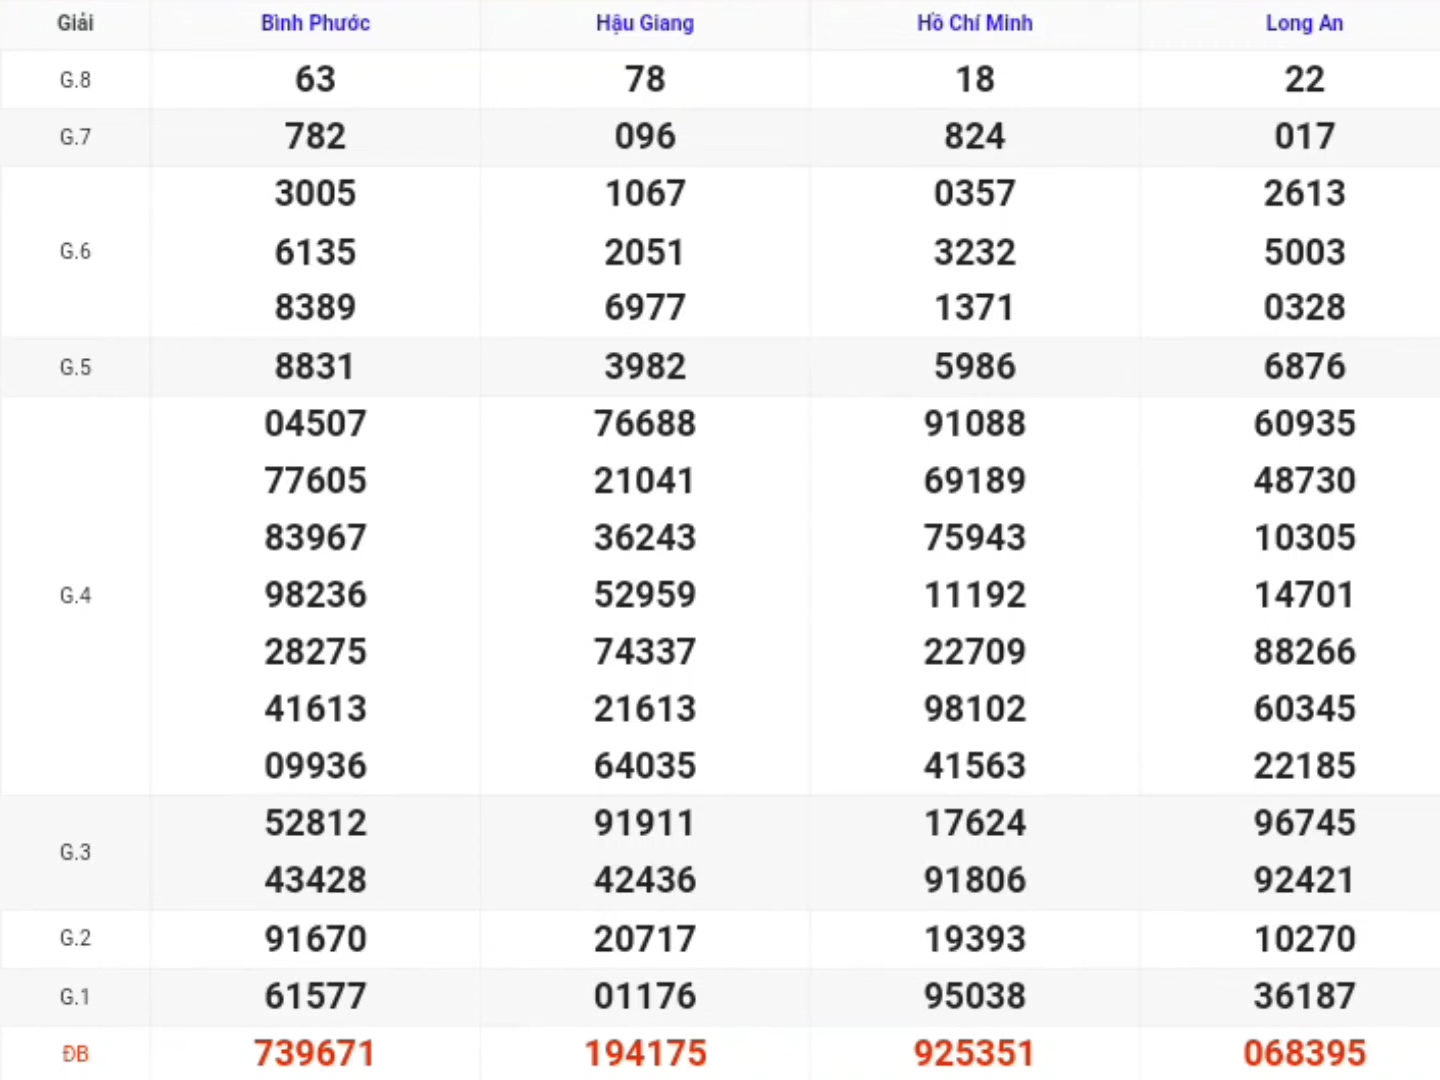 Giải Bình Phước Hậu Giang Hồ Chí Minh Long An
G.8 63 78 18 22
G.7 782 096 824 017
3005 1067 0357 2613
G.6 6135 2051 3232 5003
8389 6977 1371 0328
G.5 8831 3982 5986 6876
04507 76688 91088 60935
77605 21041 69189 48730
83967 36243 75943 10305
G.4 98236 52959 11192 14701
28275 74337 22709 88266
41613 21613 98102 60345
09936 64035 41563 22185
G.3 52812 91911 17624 96745
43428 42436 91806 92421
G.2 91670 20717 19393 10270
G.1 61577 01176 95038 36187
ĐB 739671 194175 925351 068395